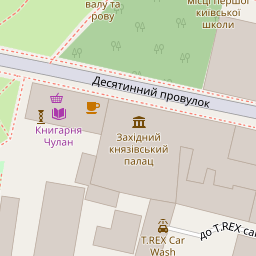 валу та
рову
місці першої
київської
школи
Десятинний провулок
Книгарня
Чулан
Західний
князівський
палац
до T.REX car
T.REX Car
Wash